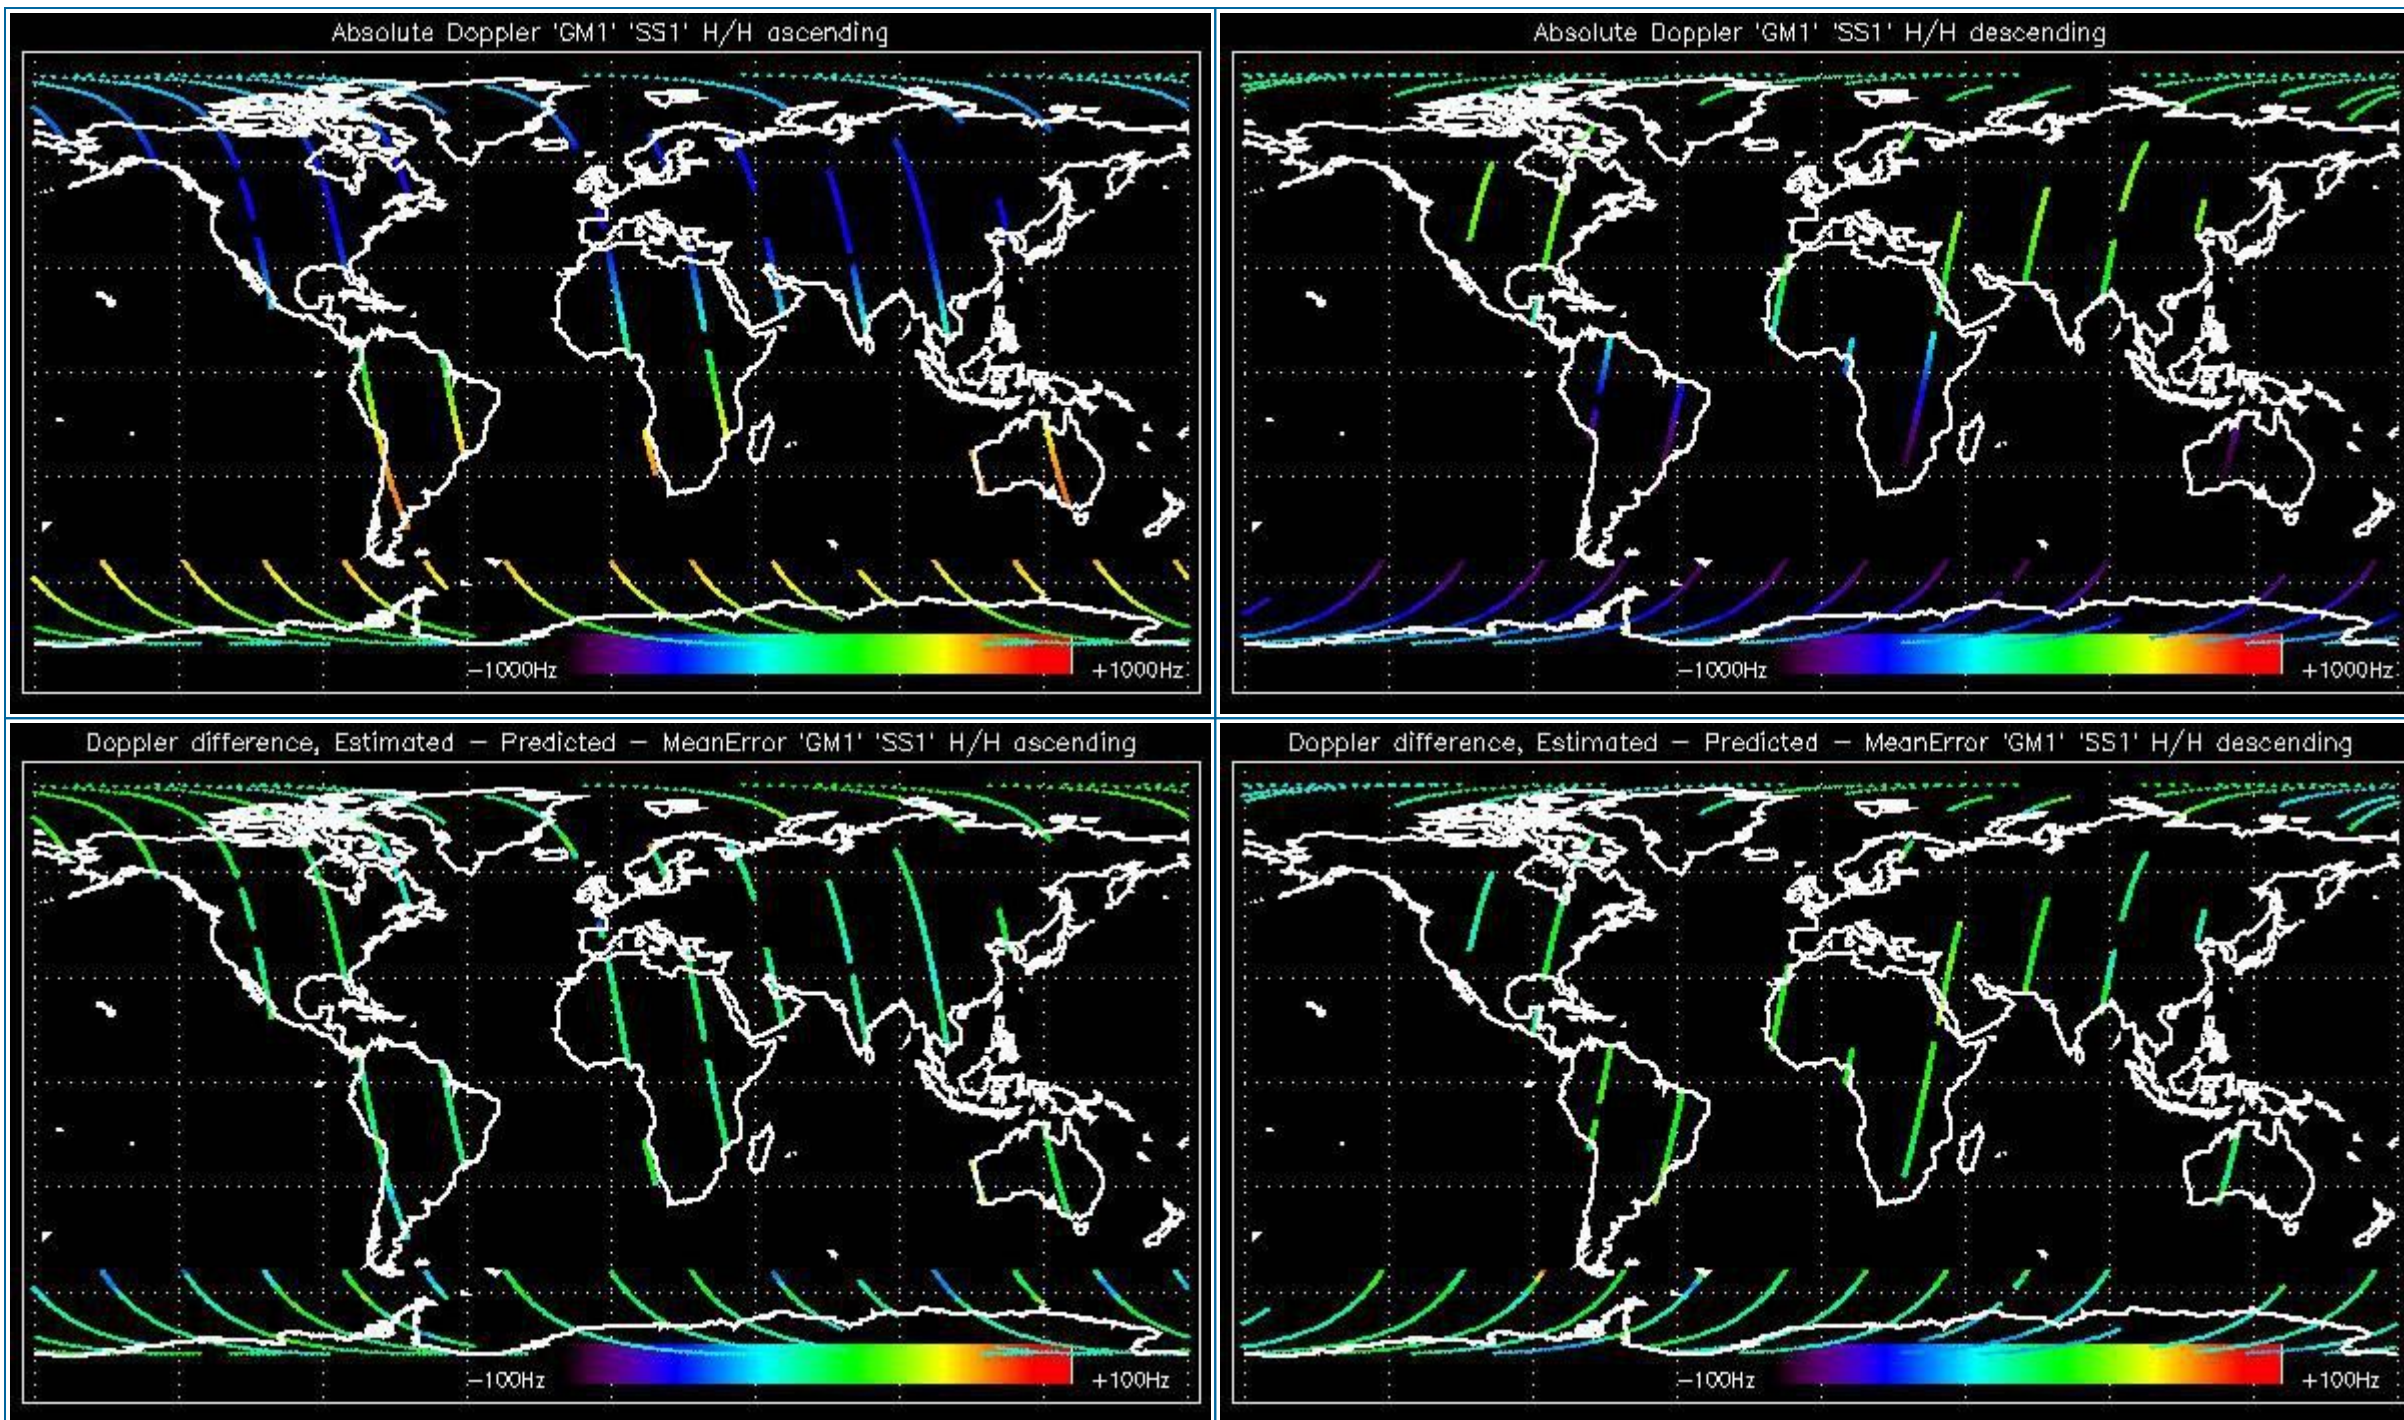 Absolute Doppler 'GM1' 'SS1' H/H ascending
-1000Hz
+1000Hz
Absolute Doppler 'GM1' 'SS1' H/H descending
-1000Hz
+1000Hz
Doppler difference, Estimated - Predicted - MeanError 'GM1' 'SS1' H/H ascending
-100Hz
+100Hz
Doppler difference, Estimated - Predicted - MeanError 'GM1' 'SS1' H/H descending
-100Hz
+100Hz